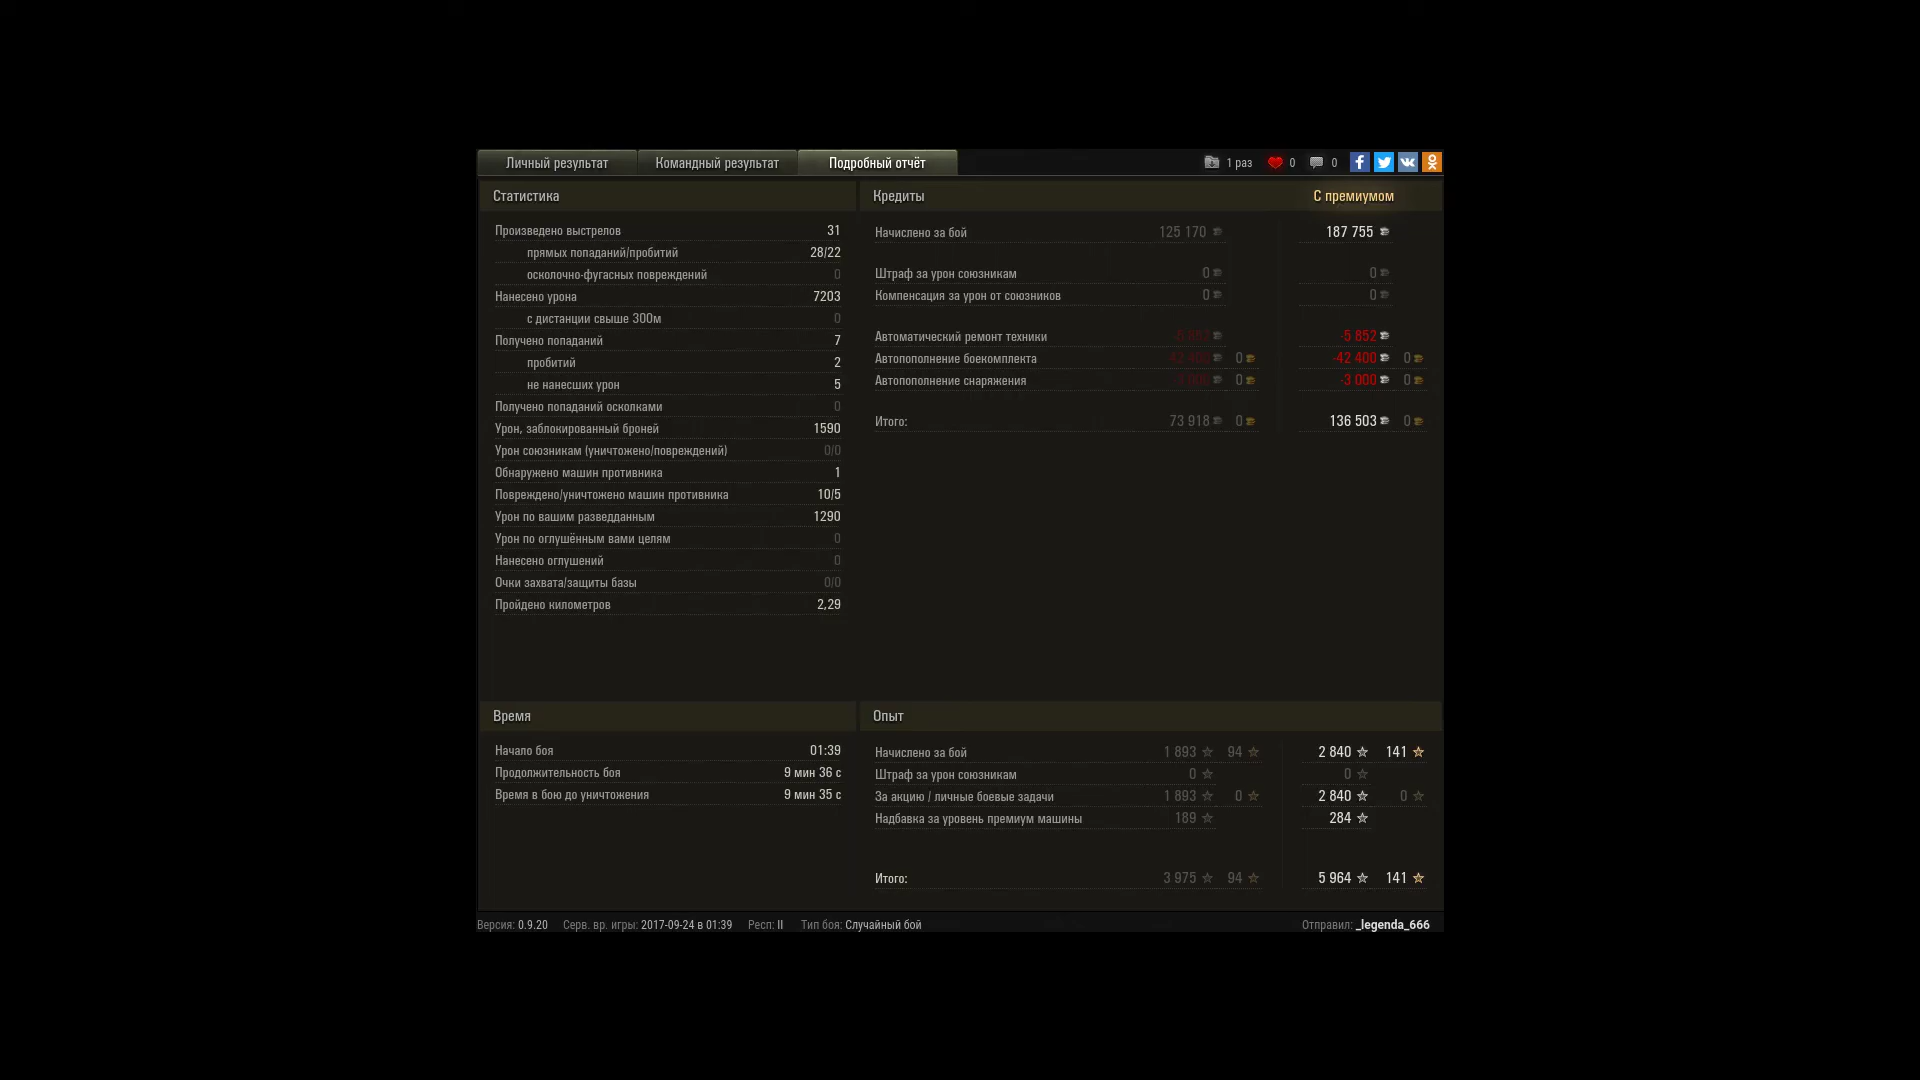 Личный результат Командный результат Подробный отчёт 1 раз 0 0
Статистика
Произведено выстрелов 31
прямых попаданий/пробитий 28/22
осколочно-фугасных повреждений 0
Нанесено урона 7203
с дистанции свыше 300м 0
Получено попаданий 7
пробитий 2
не нанесших урон 5
Получено попаданий осколками 0
Урон, заблокированный броней 1590
Урон союзникам (уничтожено/повреждений) 0/0
Обнаружено машин противника 1
Повреждено/уничтожено машин противника 10/5
Урон по вашим разведданным 1290
Урон по оглушённым вами целям 0
Нанесено оглушений 0
Очки захвата/защиты базы 0/0
Пройдено километров 2,29
Кредиты С премиумом
Начислено за бой 125 170 187 755
Штраф за урон союзникам 0 0
Компенсация за урон от союзников 0 0
Автоматический ремонт техники -5 852 -5 852
Автопополнение боекомплекта -42 400 0 -42 400 0
Автопополнение снаряжения -3 000 0 -3 000 0
Итого: 73 918 0 136 503 0
Время
Начало боя 01:39
Продолжительность боя 9 мин 36 с
Время в бою до уничтожения 9 мин 35 с
Опыт
Начислено за бой 1 893 94 2 840 141
Штраф за урон союзникам 0 0
За акцию / личные боевые задачи 1 893 0 2 840 0
Надбавка за уровень премиум машины 189 284
Итого: 3 975 94 5 964 141
Версия: 0.9.20 Серв. вр. игры: 2017-09-24 в 01:39 Респ: II Тип боя: Случайный бой Отправил: _legenda_666